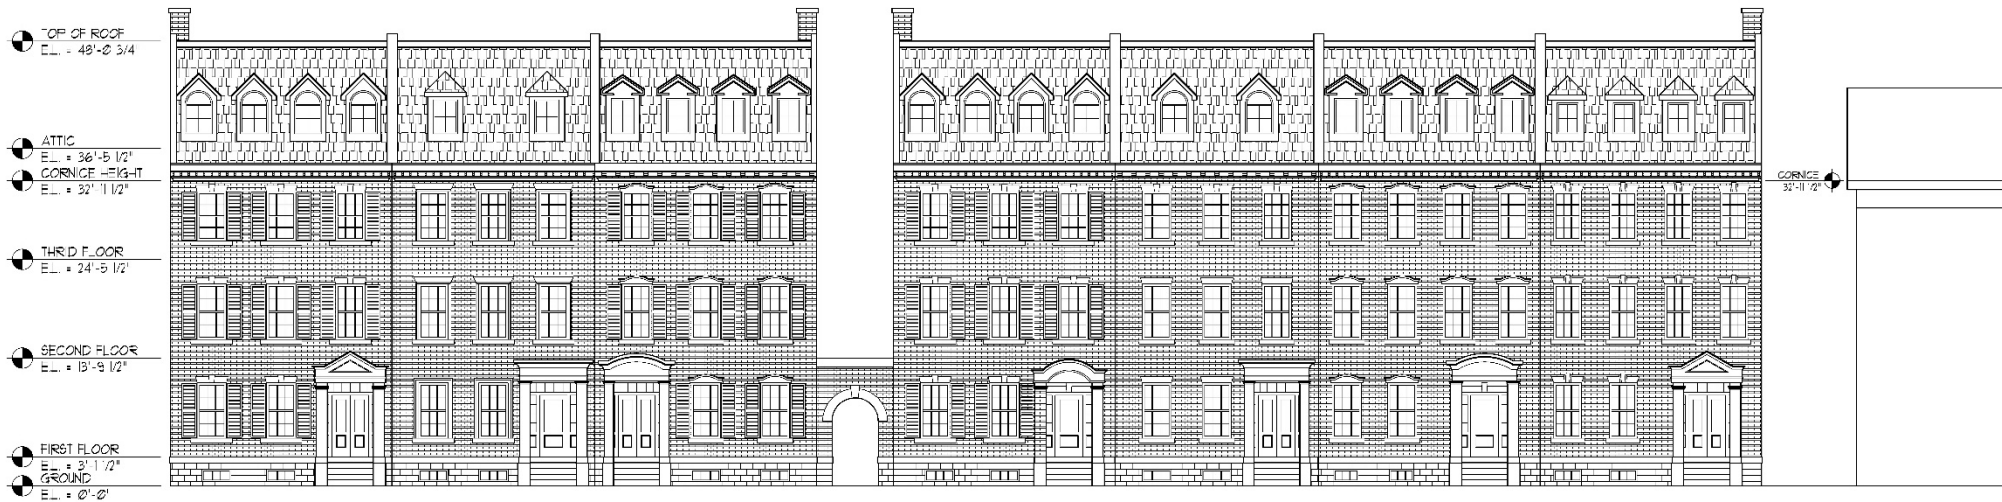 TOP OF ROOF
EL. = 48'-0 3/4"
ATTIC
EL. = 36'-5 1/2"
CORNICE HEIGHT
EL. = 32'-11 1/2"
THRID FLOOR
EL. = 24'-5 1/2"
SECOND FLOOR
EL. = 13'-9 1/2"
FIRST FLOOR
EL. = 3'-1 1/2"
GROUND
EL. = 0'-0"
CORNICE
32'-11 1/2"